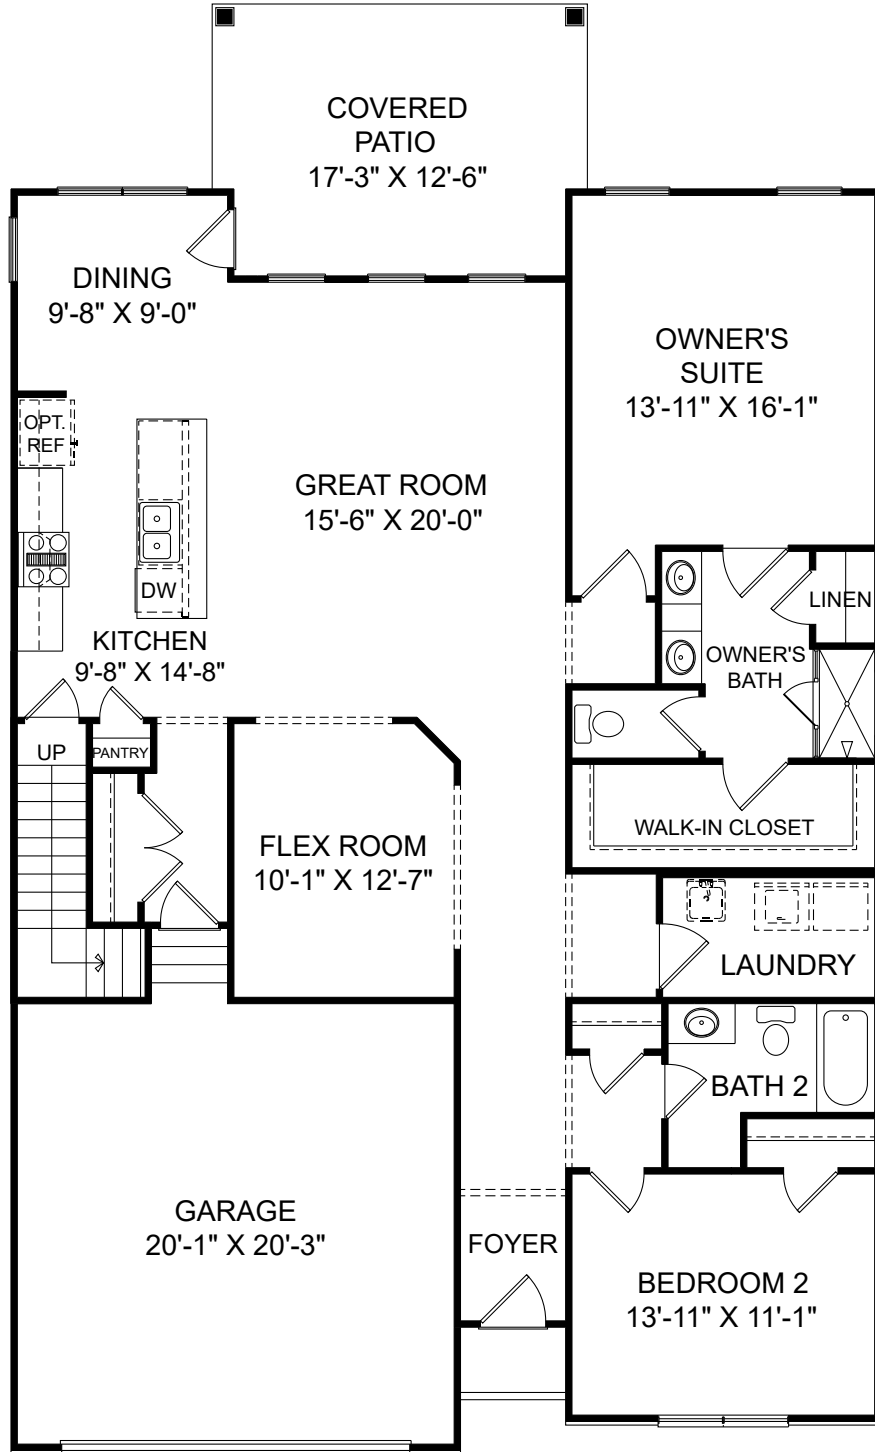 COVERED
PATIO
17'-3" X 12'-6"
DINING
9'-8" X 9'-0"
OWNER'S
SUITE
13'-11" X 16'-1"
OPT.
REF
GREAT ROOM
15'-6" X 20'-0"
DW
LINEN
KITCHEN
9'-8" X 14'-8"
OWNER'S
BATH
UP
PANTRY
WALK-IN CLOSET
FLEX ROOM
10'-1" X 12'-7"
LAUNDRY
BATH 2
GARAGE
20'-1" X 20'-3"
FOYER
BEDROOM 2
13'-11" X 11'-1"